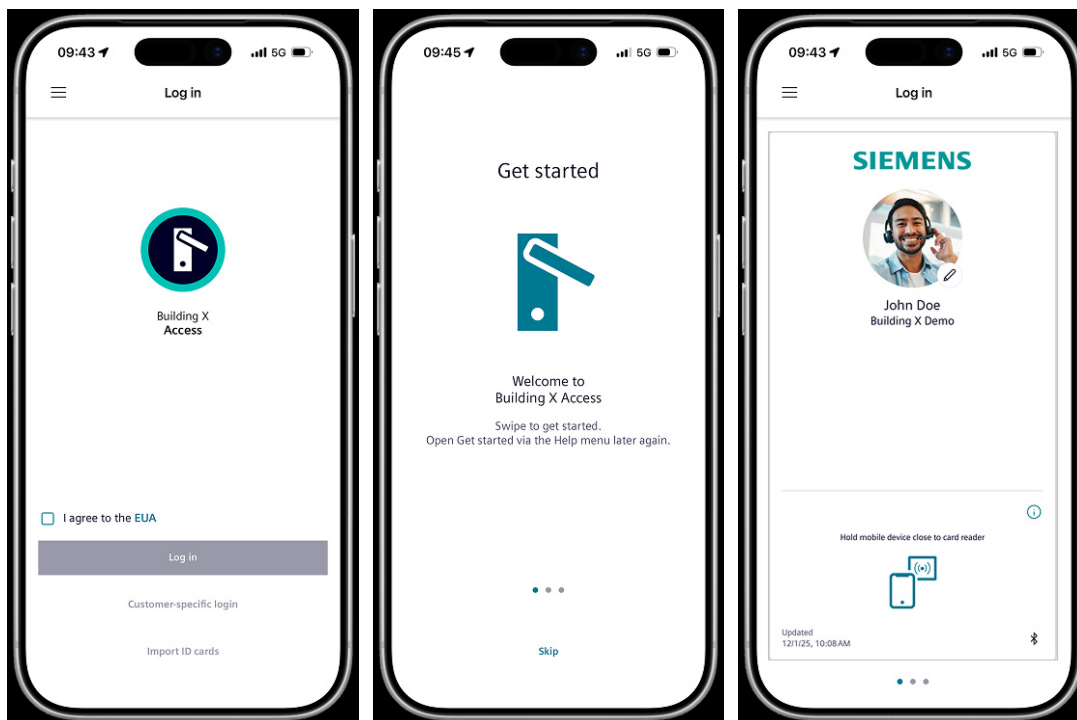 09:43
5G
Log in
Building X
Access
I agree to the EUA
Log in
Customer-specific login
Import ID cards
09:45
5G
Get started
Welcome to
Building X Access
Swipe to get started.
Open Get started via the Help menu later again.
Skip
09:43
5G
Log in
SIEMENS
John Doe
Building X Demo
Hold mobile device close to card reader
Updated
12/1/25, 10:08 AM